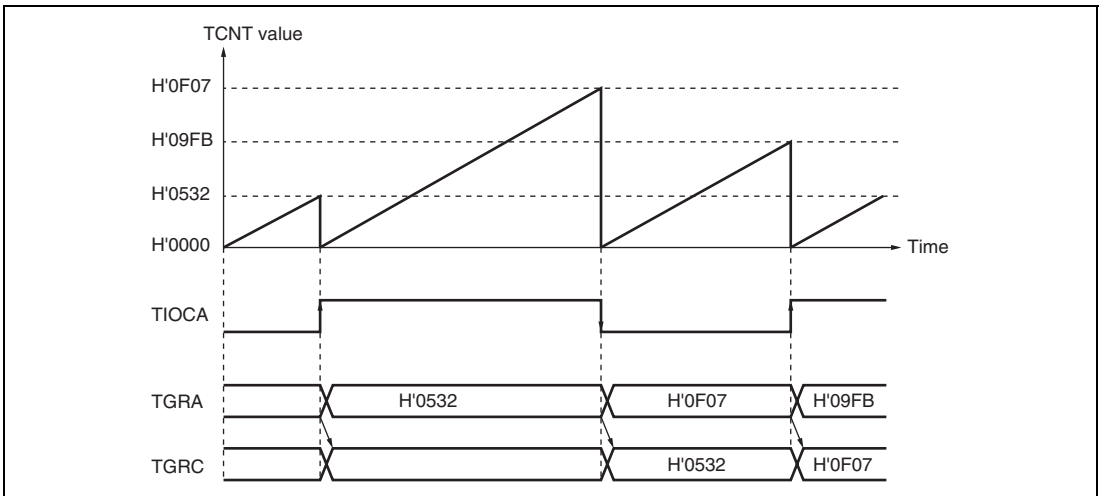 TCNT value
H'0F07
H'09FB
H'0532
H'0000
Time
TIOCA
TGRA
H'0532
H'0F07
H'09FB
TGRC
H'0532
H'0F07